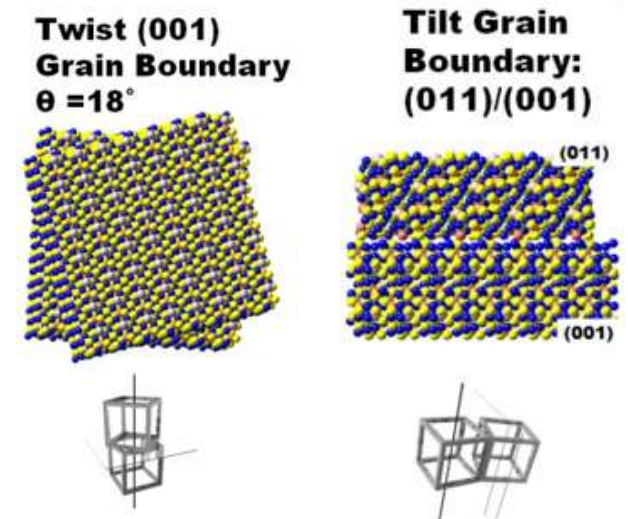 Twist (001)
Grain Boundary
θ =18°
Tilt Grain
Boundary:
(011)/(001)
(011)
(001)